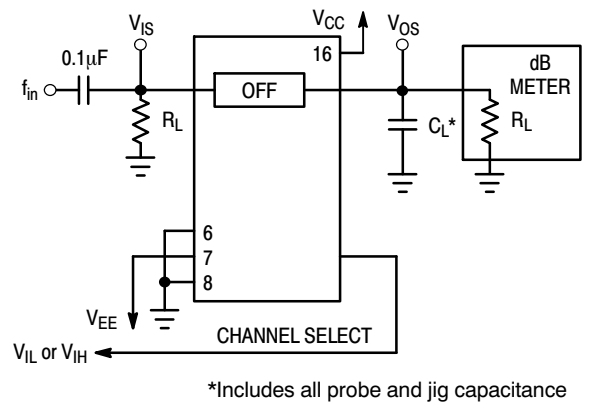 V_IS
V_CC
V_OS
0.1μF
16
dB
METER
f_in
OFF
R_L
C_L*
R_L
6
7
8
V_EE
CHANNEL SELECT
V_IL or V_IH
*Includes all probe and jig capacitance